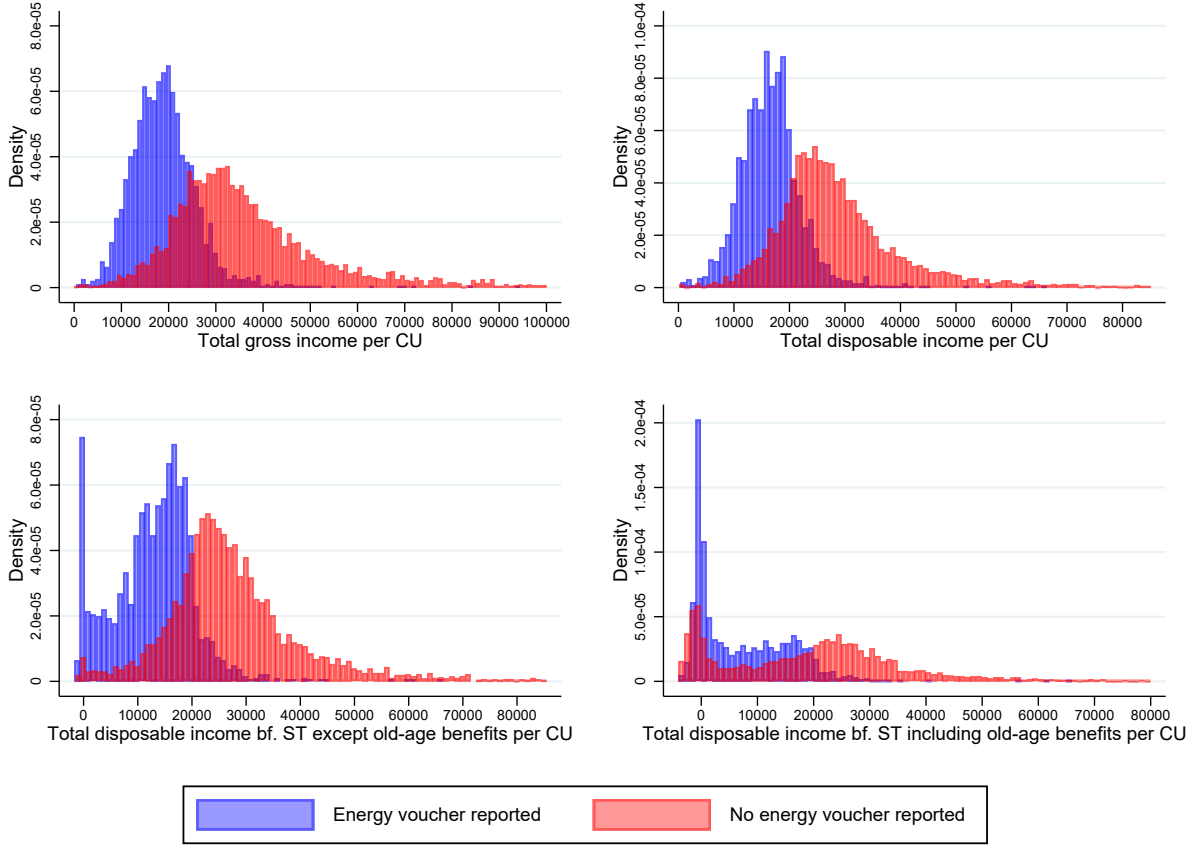 8.0e-05
6.0e-05
4.0e-05
2.0e-05
0
Density
0 10000 20000 30000 40000 50000 60000 70000 80000 90000 100000
Total gross income per CU
1.0e-04
8.0e-05
6.0e-05
4.0e-05
2.0e-05
0
Density
0 10000 20000 30000 40000 50000 60000 70000 80000
Total disposable income per CU
8.0e-05
6.0e-05
4.0e-05
2.0e-05
0
Density
0 10000 20000 30000 40000 50000 60000 70000 80000
Total disposable income bf. ST except old-age benefits per CU
2.0e-04
1.5e-04
1.0e-04
5.0e-05
0
Density
0 10000 20000 30000 40000 50000 60000 70000 80000
Total disposable income bf. ST including old-age benefits per CU
Energy voucher reported
No energy voucher reported